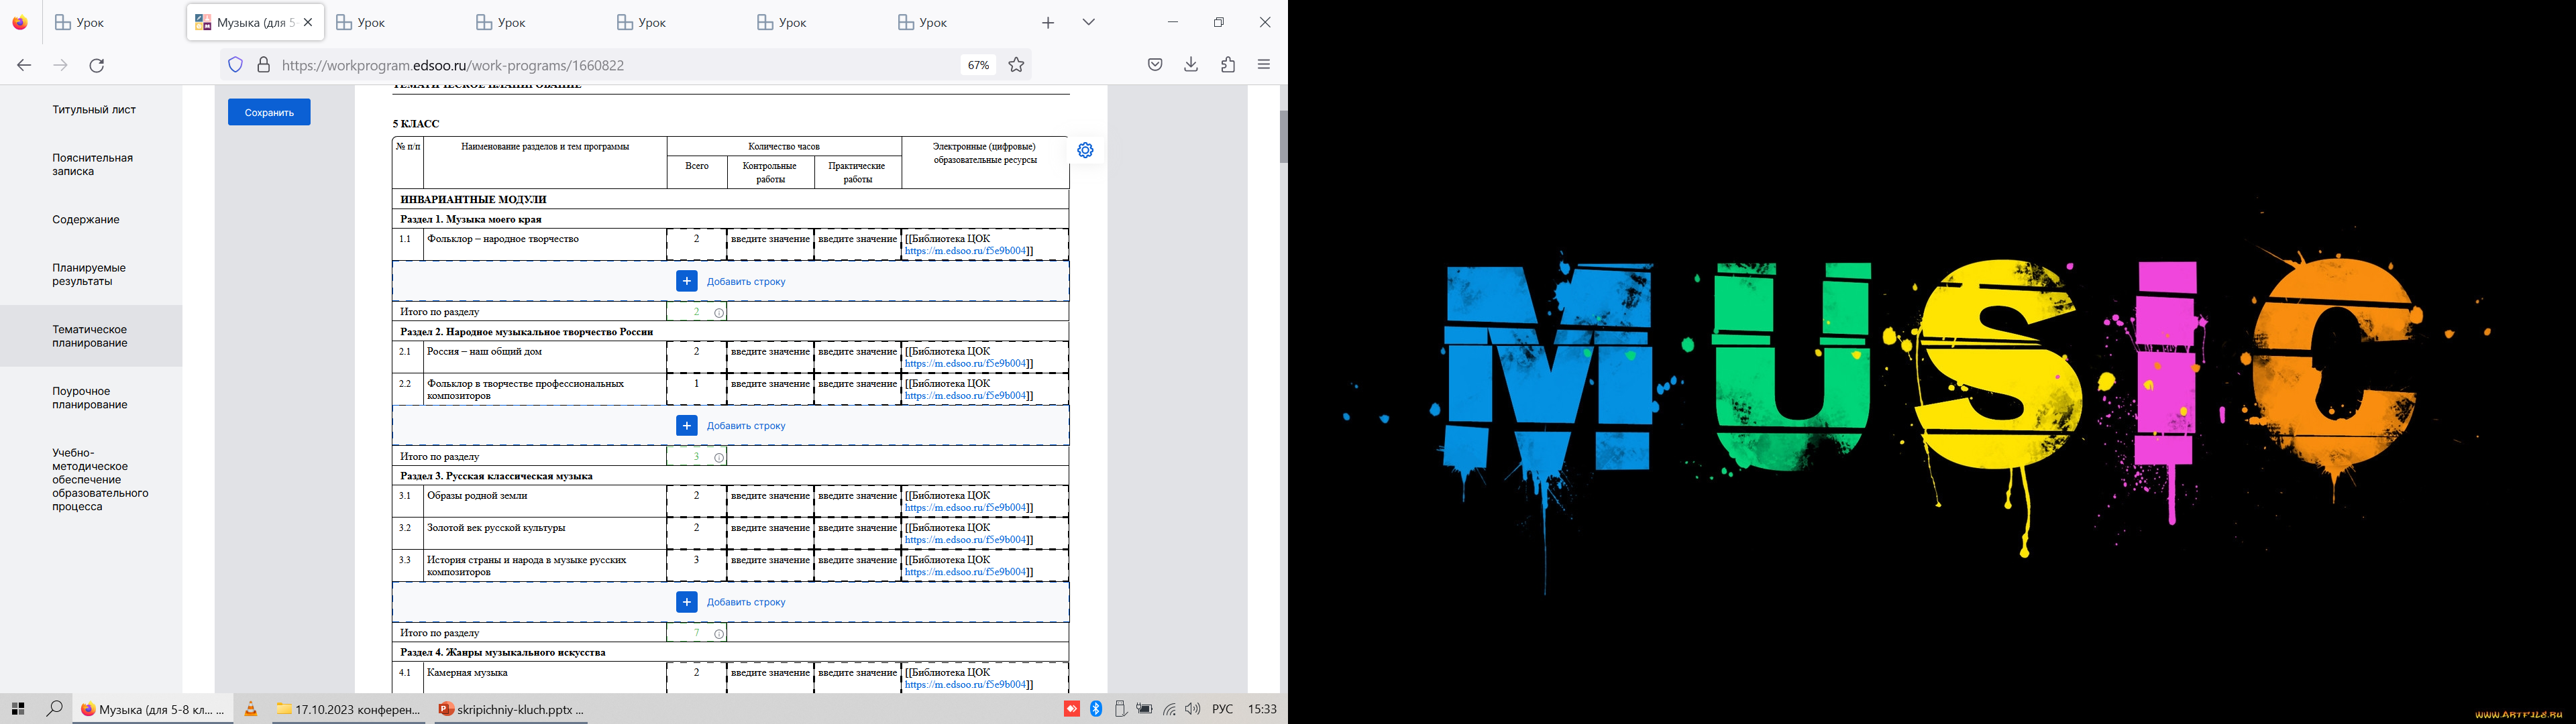 Урок
Музыка (для 5-
Урок
Урок
Урок
Урок
Урок
https://workprogram.edsoo.ru/work-programs/1660822
67%
Титульный лист
Пояснительная
записка
Содержание
Планируемые
результаты
Тематическое
планирование
Поурочное
планирование
Учебно-
методическое
обеспечение
образовательного
процесса
Сохранить
ТЕМАТИЧЕСКОЕ ПЛАНИРОВАНИЕ
5 КЛАСС
№ п/п
Наименование разделов и тем программы
Количество часов
Всего
Контрольные
работы
Практические
работы
Электронные (цифровые)
образовательные ресурсы
ИНВАРИАНТНЫЕ МОДУЛИ
Раздел 1. Музыка моего края
1.1 Фольклор – народное творчество 2 введите значение введите значение [[Библиотека ЦОК
https://m.edsoo.ru/f5e9b004]]
+ Добавить строку
Итого по разделу 2
Раздел 2. Народное музыкальное творчество России
2.1 Россия – наш общий дом 2 введите значение введите значение [[Библиотека ЦОК
https://m.edsoo.ru/f5e9b004]]
2.2 Фольклор в творчестве профессиональных 1 введите значение введите значение [[Библиотека ЦОК
композиторов https://m.edsoo.ru/f5e9b004]]
+ Добавить строку
Итого по разделу 3
Раздел 3. Русская классическая музыка
3.1 Образы родной земли 2 введите значение введите значение [[Библиотека ЦОК
https://m.edsoo.ru/f5e9b004]]
3.2 Золотой век русской культуры 2 введите значение введите значение [[Библиотека ЦОК
https://m.edsoo.ru/f5e9b004]]
3.3 История страны и народа в музыке русских 3 введите значение введите значение [[Библиотека ЦОК
композиторов https://m.edsoo.ru/f5e9b004]]
+ Добавить строку
Итого по разделу 7
Раздел 4. Жанры музыкального искусства
4.1 Камерная музыка 2 введите значение введите значение [[Библиотека ЦОК
https://m.edsoo.ru/f5e9b004]]
Музыка (для 5-8 кл... ...
17.10.2023 конферен...
skripichniy-kluch.pptx ...
РУС
15:33
MUSIC
WWW.ARTFILE.RU